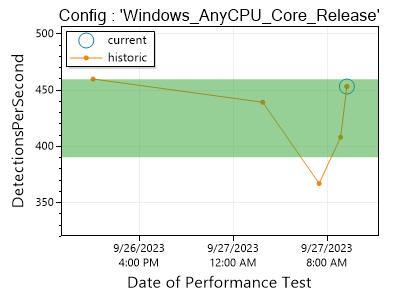 Config : 'Windows_AnyCPU_Core_Release'
current
historic
500
450
400
350
DetectionsPerSecond
9/26/2023
4:00 PM
9/27/2023
12:00 AM
9/27/2023
8:00 AM
Date of Performance Test